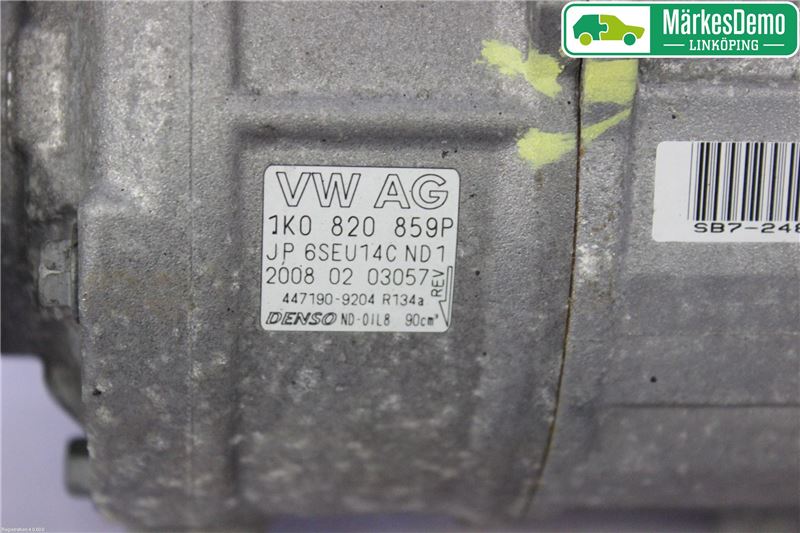 MärkesDemo
LINKÖPING
VW AG
1K0 820 859P
JP 6SEU14C ND1
2008 02 03057 REV
447190-9204 R134a
DENSO ND-OIL8 90cm³
SB7-248